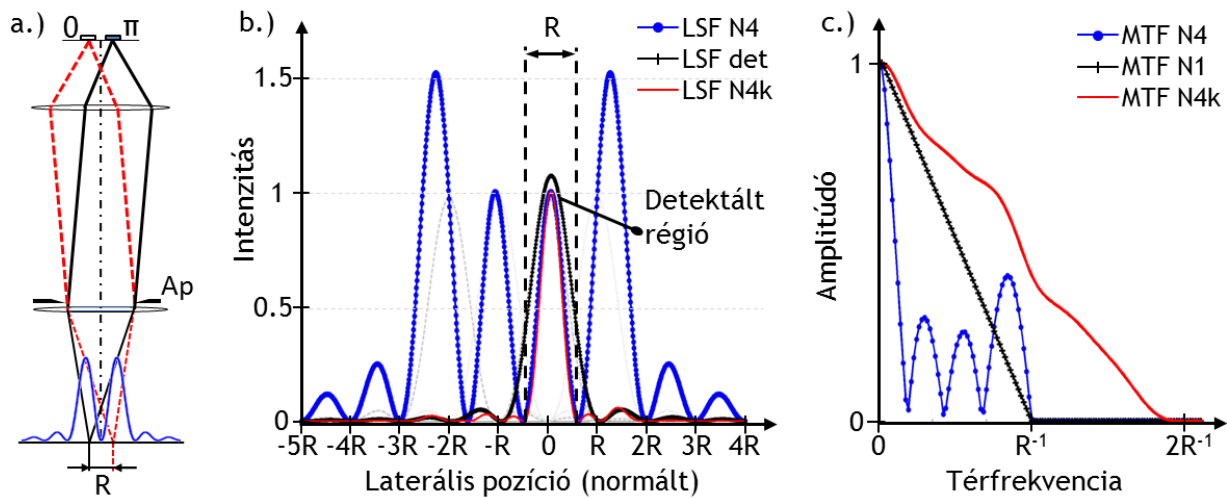 a.)
0 π
Ap
R
b.)
R
LSF N4
LSF det
LSF N4k
Intenzitás
1.5
1
0.5
0
Detektált
régió
-5R -4R -3R -2R -R 0 R 2R 3R 4R
Laterális pozíció (normált)
c.)
MTF N4
MTF N1
MTF N4k
Amplitúdó
1
0
0 R⁻¹ 2R⁻¹
Térfrekvencia